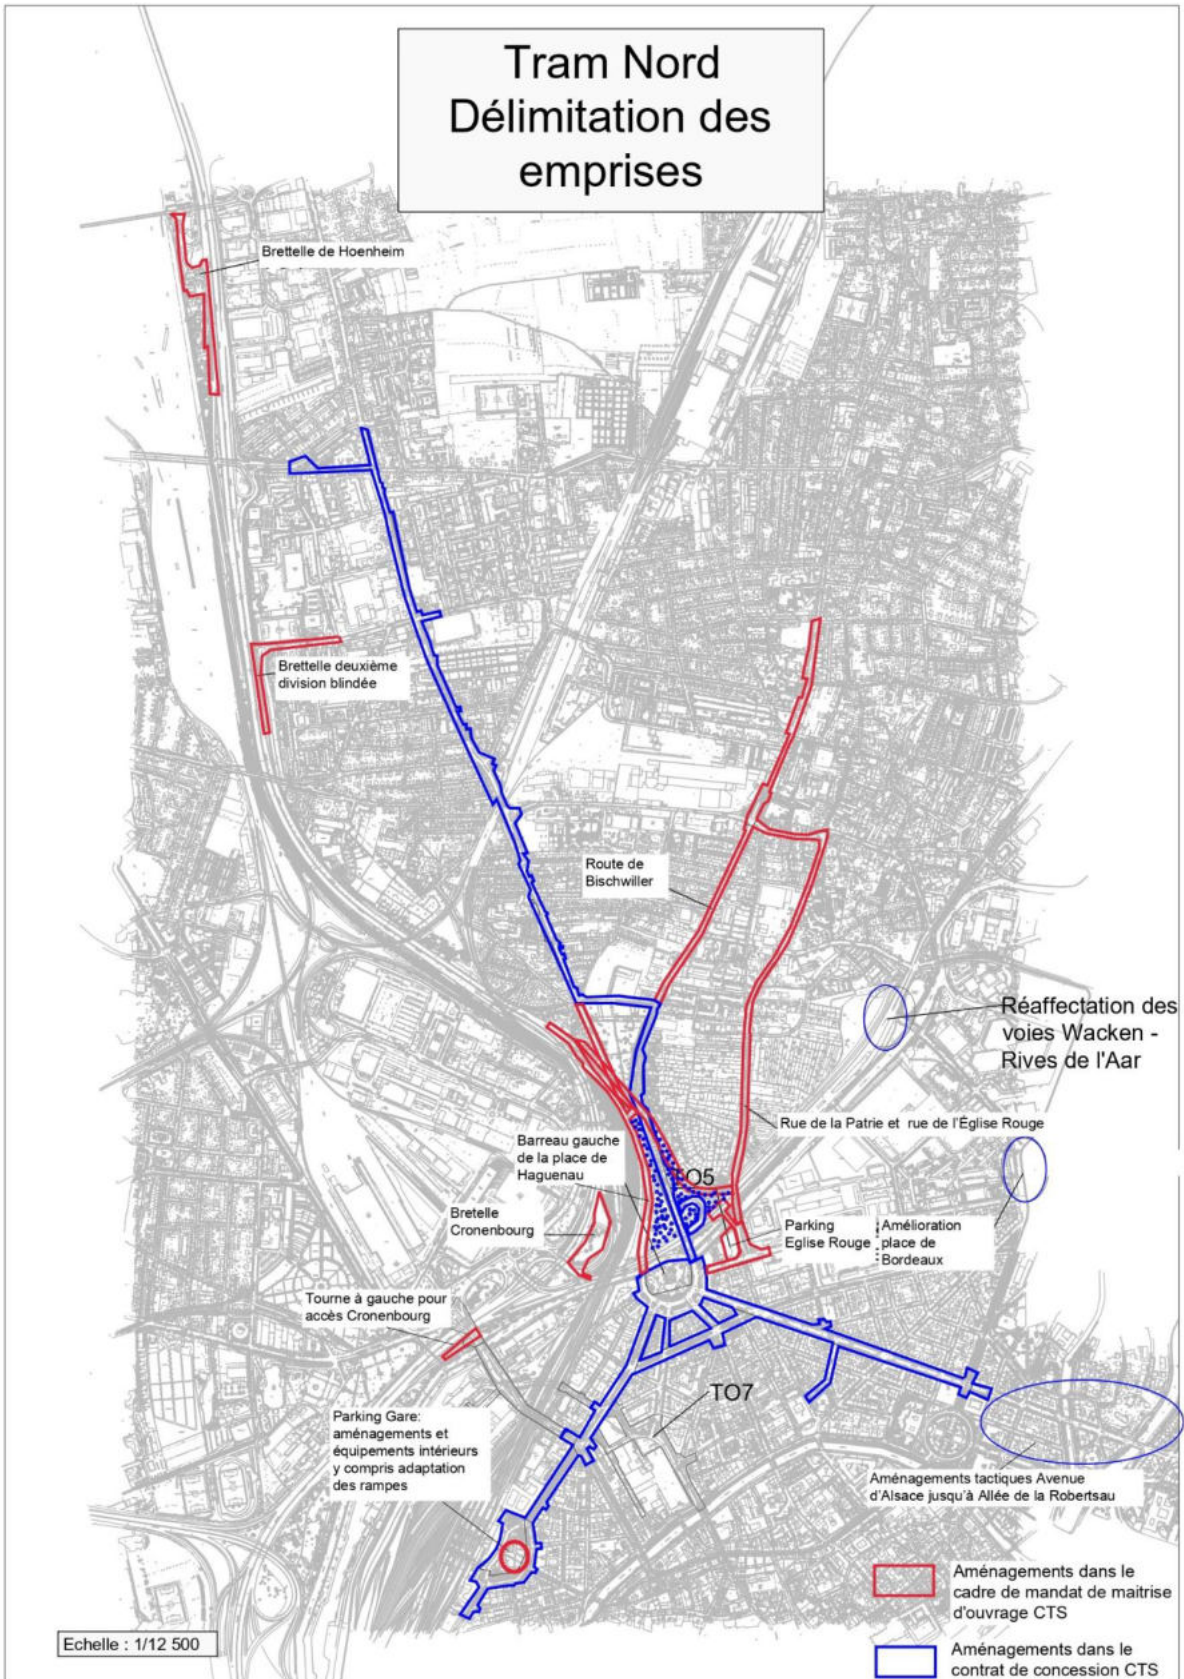 Tram Nord
Délimitation des
emprises
Brettelle de Hoenheim
Brettelle deuxième
division blindée
Route de
Bischwiller
Réaffectation des
voies Wacken -
Rives de l'Aar
Rue de la Patrie et rue de l'Église Rouge
Barreau gauche
de la place de
Haguenau
TO5
Bretelle
Cronenbourg
Parking
Eglise Rouge
Amélioration
place de
Bordeaux
Tourne à gauche pour
accès Cronenbourg
TO7
Parking Gare:
aménagements et
équipements intérieurs
y compris adaptation
des rampes
Aménagements tactiques Avenue
d'Alsace jusqu'à Allée de la Robertsau
Aménagements dans le
cadre de mandat de maitrise
d'ouvrage CTS
Echelle : 1/12 500
Aménagements dans le
contrat de concession CTS